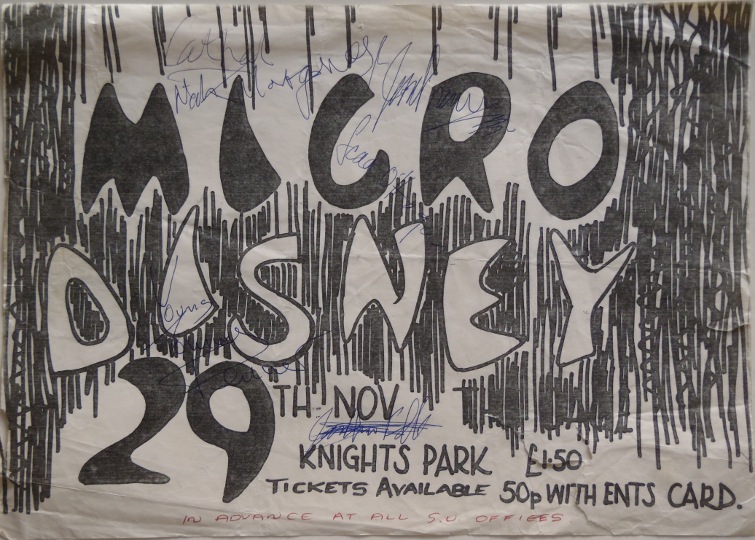 MICRO
DISNEY
29TH NOV TH
KNIGHTS PARK £1·50
TICKETS AVAILABLE 50p WITH ENTS CARD.
IN ADVANCE AT ALL S.U OFFICES